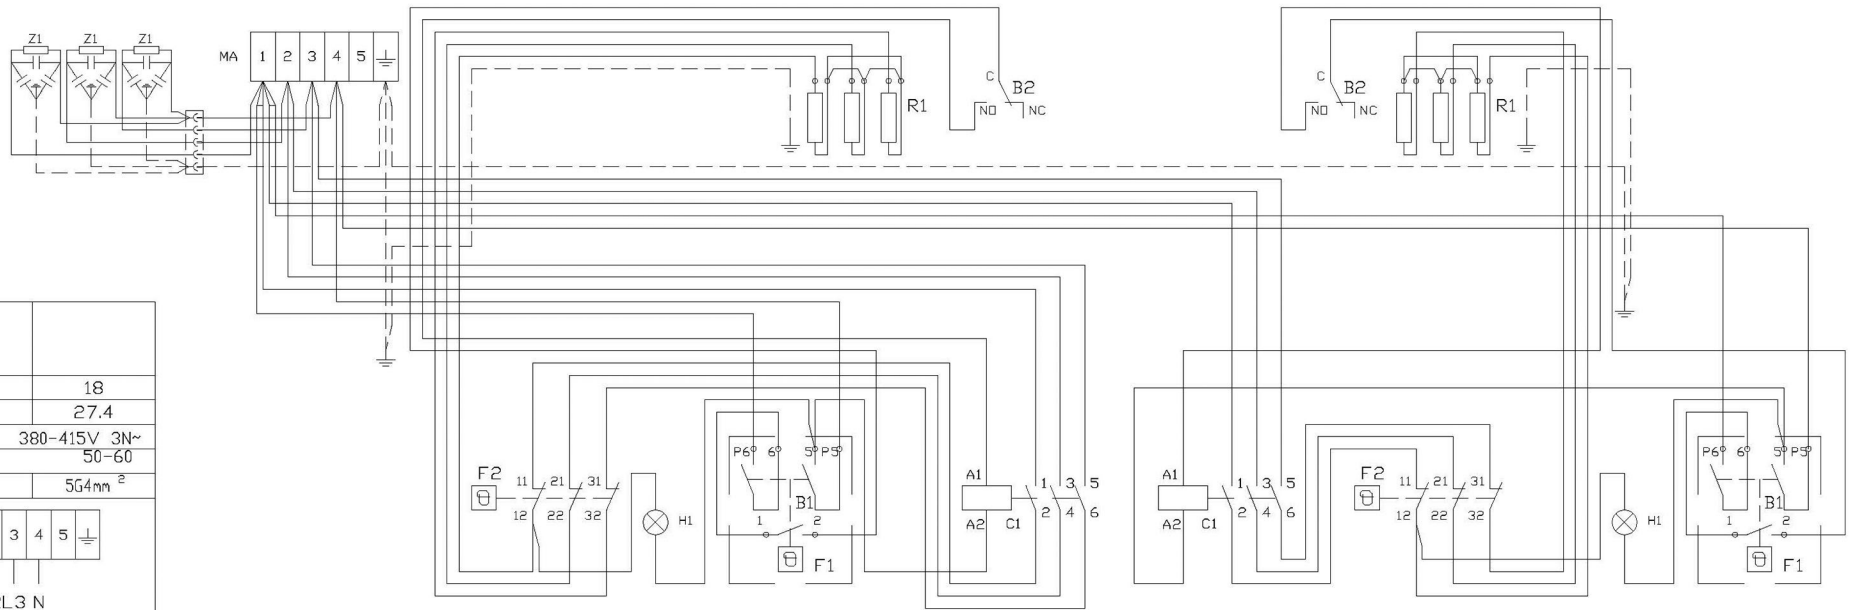 Z1 Z1 Z1
MA 1 2 3 4 5
C B2
NO NC
R1
C B2
NO NC
R1
18
27.4
380-415V 3N~
50-60
5G4mm 2
3 4 5
L3 N
F2 11 21 31
12 22 32
H1
P6 6 5 P5
B1
1 2
F1
A1 1 3 5
A2 C1 2 4 6
A1 1 3 5
A2 C1 2 4 6
F2 11 21 31
12 22 32
H1
P6 6 5 P5
B1
1 2
F1